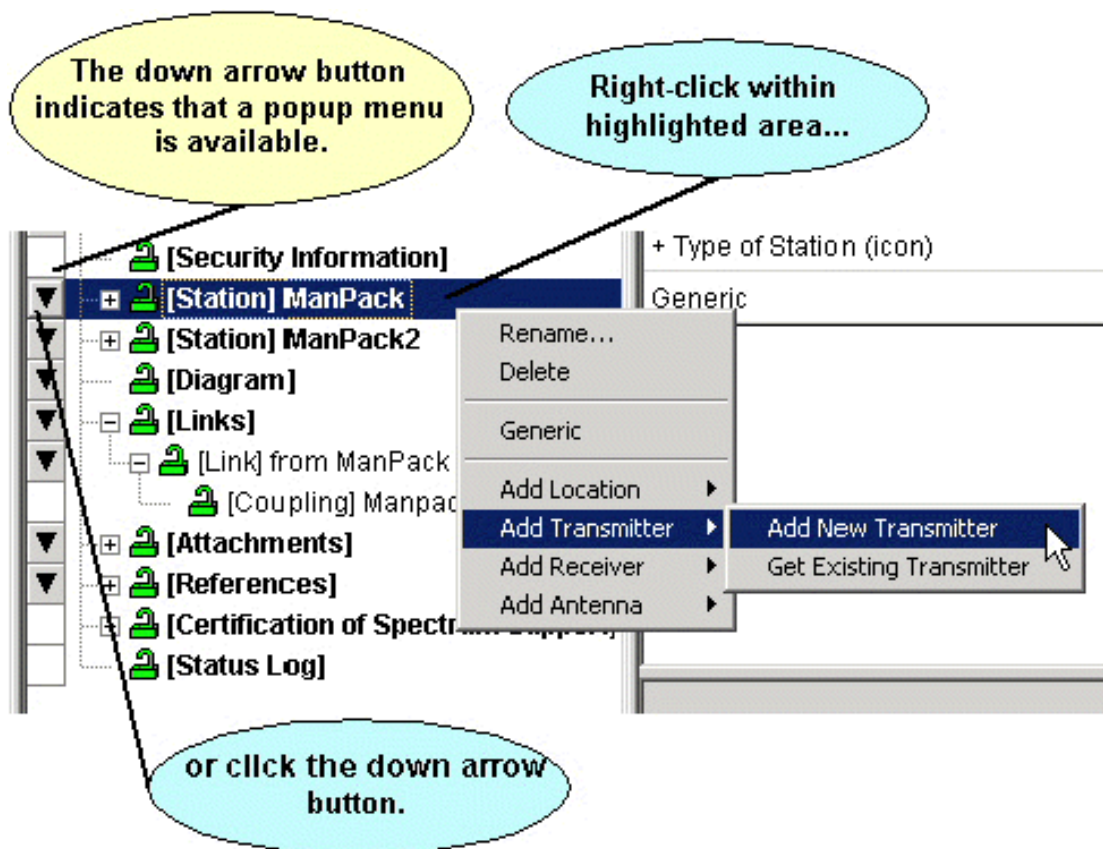 The down arrow button
indicates that a popup menu
is available.
Right-click within
highlighted area...
[Security Information]
[Station] ManPack
[Station] ManPack2
[Diagram]
[Links]
[Link] from ManPack
[Coupling] Manpac
[Attachments]
[References]
[Certification of Spectrum Support]
[Status Log]
+ Type of Station (icon)
Generic
Rename...
Delete
Generic
Add Location
Add Transmitter
Add Receiver
Add Antenna
Add New Transmitter
Get Existing Transmitter
or click the down arrow
button.